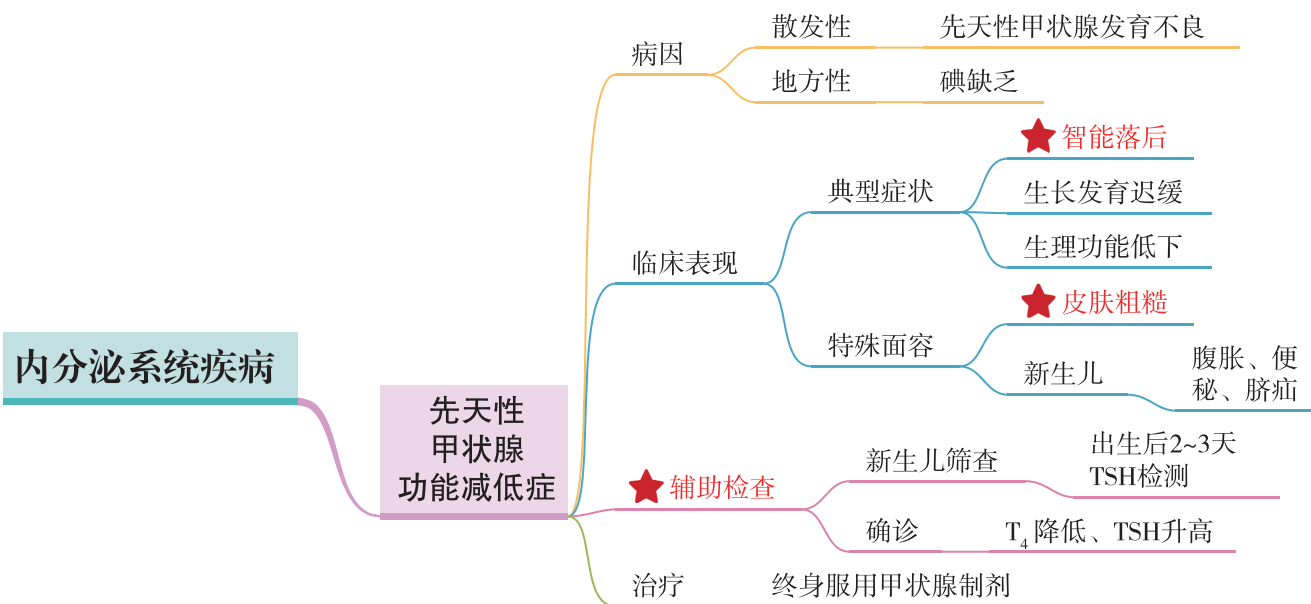 内分泌系统疾病
先天性
甲状腺
功能减低症
病因
散发性
先天性甲状腺发育不良
地方性
碘缺乏
临床表现
典型症状
智能落后
生长发育迟缓
生理功能低下
特殊面容
皮肤粗糙
新生儿
腹胀、便
秘、脐疝
辅助检查
新生儿筛查
出生后2~3天
TSH检测
确诊
T₄ 降低、TSH升高
治疗
终身服用甲状腺制剂